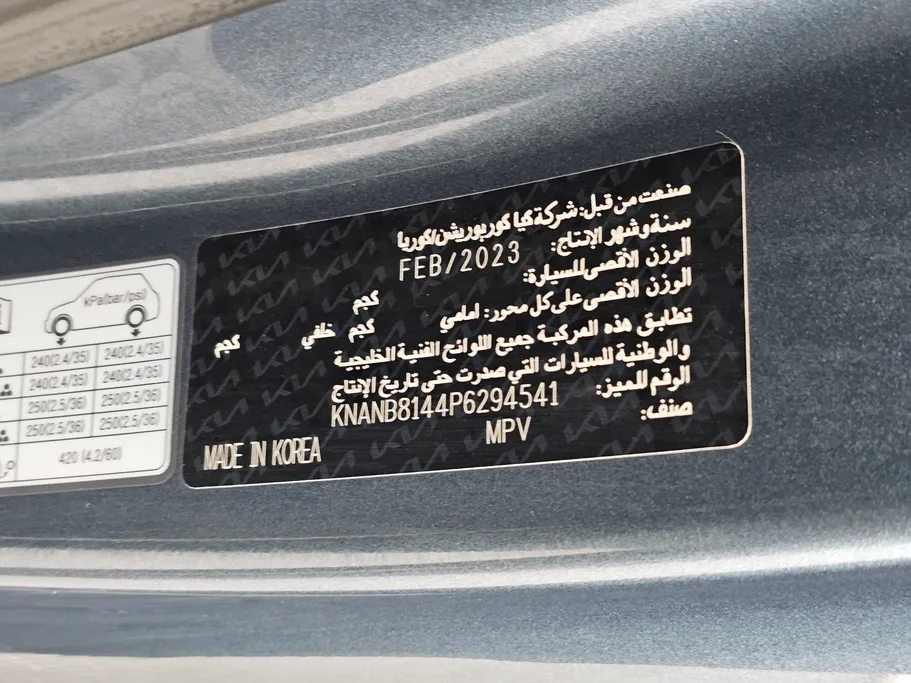 صنعت من قبل: شركة كيا كوربوريشن/كوريا
سنة وشهر الإنتاج: FEB/2023
الوزن الأقصى للسيارة: كجم
الوزن الأقصى على كل محور: امامي كجم خلفي كجم
تطابق هذه المركبة جميع اللوائح الفنية الخليجية
والوطنية للسيارات التي صدرت حتى تاريخ الإنتاج
الرقم المميز: KNANB8144P6294541
صنف: MPV
MADE IN KOREA
kPa(bar/psi)
240(2.4/35) 240(2.4/35)
240(2.4/35) 240(2.4/35)
250(2.5/36) 250(2.5/36)
250(2.5/36) 250(2.5/36)
420 (4.2/60)